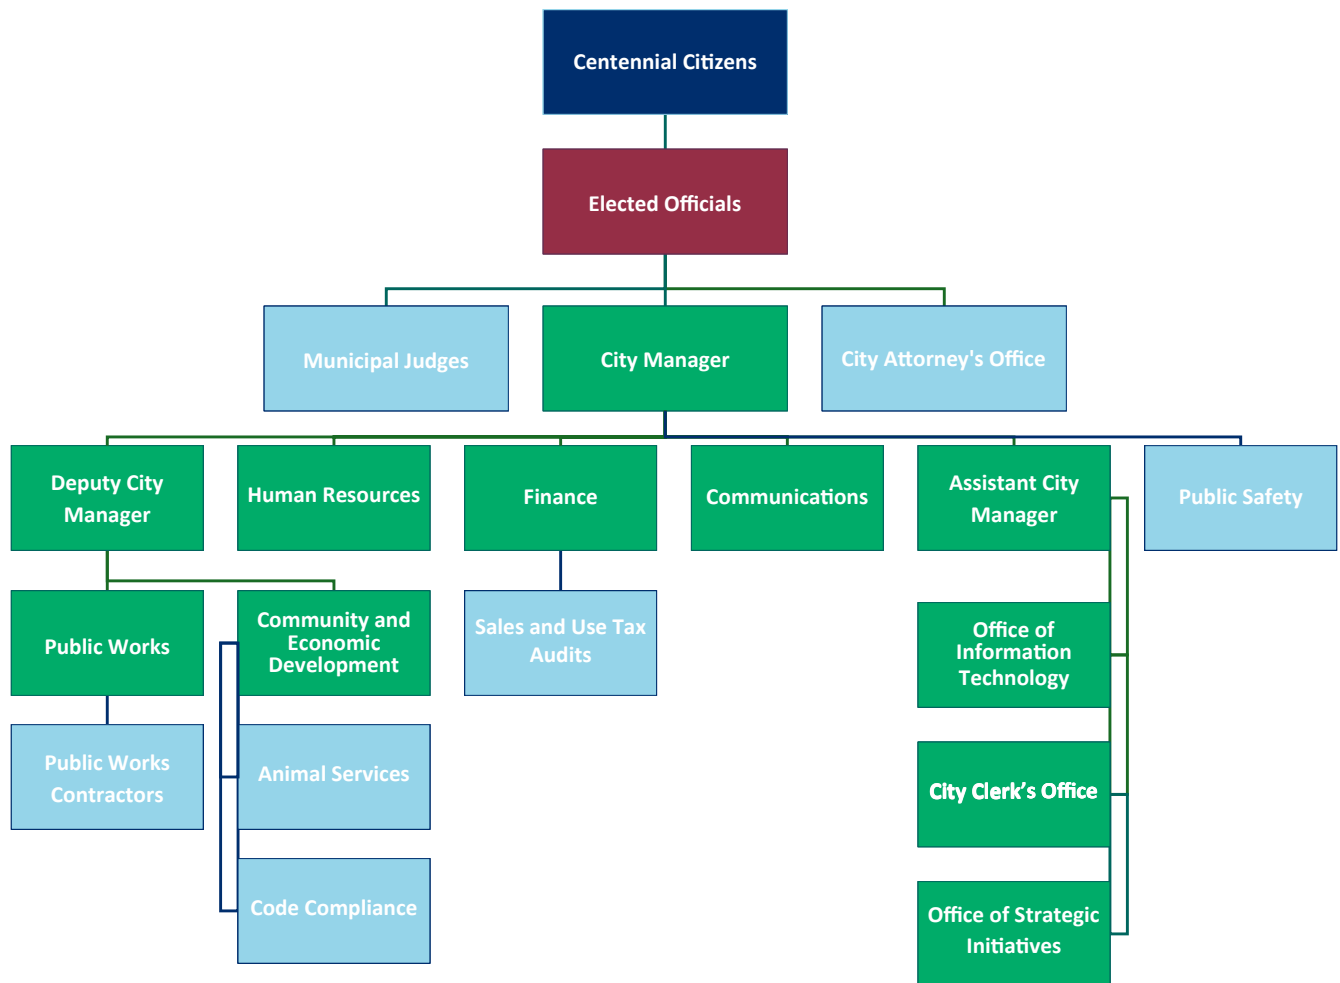 Centennial Citizens
Elected Officials
Municipal Judges
City Manager
City Attorney's Office
Deputy City
Manager
Human Resources
Finance
Communications
Assistant City
Manager
Public Safety
Public Works
Community and
Economic
Development
Sales and Use Tax
Audits
Office of
Information
Technology
Public Works
Contractors
Animal Services
City Clerk's Office
Code Compliance
Office of Strategic
Initiatives